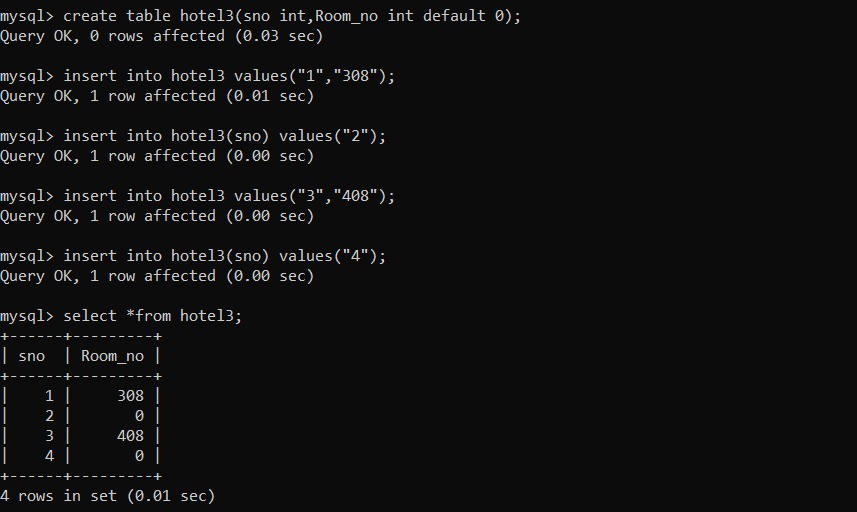 mysql> create table hotel3(sno int,Room_no int default 0);
Query OK, 0 rows affected (0.03 sec)

mysql> insert into hotel3 values("1","308");
Query OK, 1 row affected (0.01 sec)

mysql> insert into hotel3(sno) values("2");
Query OK, 1 row affected (0.00 sec)

mysql> insert into hotel3 values("3","408");
Query OK, 1 row affected (0.00 sec)

mysql> insert into hotel3(sno) values("4");
Query OK, 1 row affected (0.00 sec)

mysql> select *from hotel3;
+------+---------+
| sno  | Room_no |
+------+---------+
|    1 |     308 |
|    2 |       0 |
|    3 |     408 |
|    4 |       0 |
+------+---------+
4 rows in set (0.01 sec)